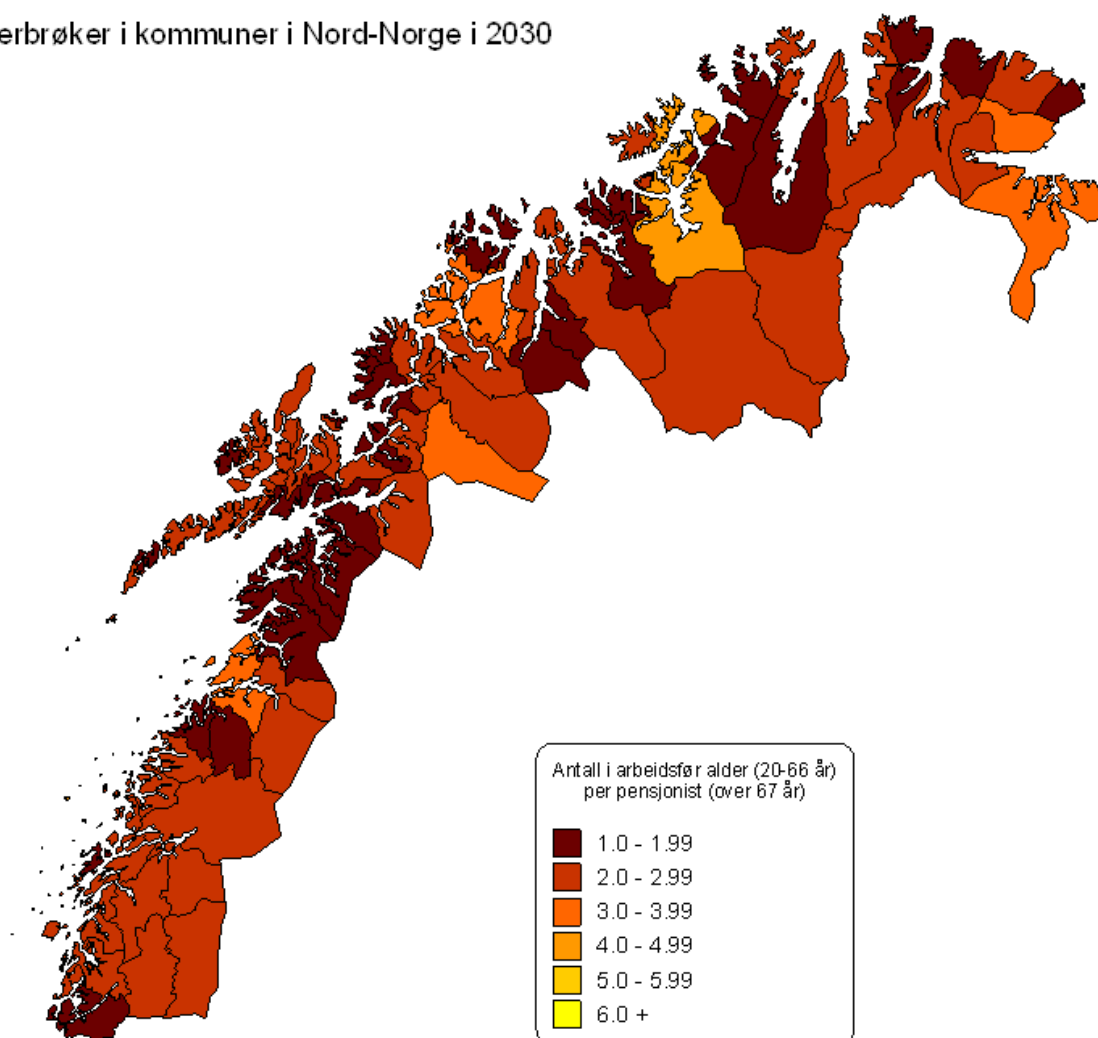 erbrøker i kommuner i Nord-Norge i 2030
Antall i arbeidsfør alder (20-66 år)
per pensjonist (over 67 år)
1.0 - 1.99
2.0 - 2.99
3.0 - 3.99
4.0 - 4.99
5.0 - 5.99
6.0 +